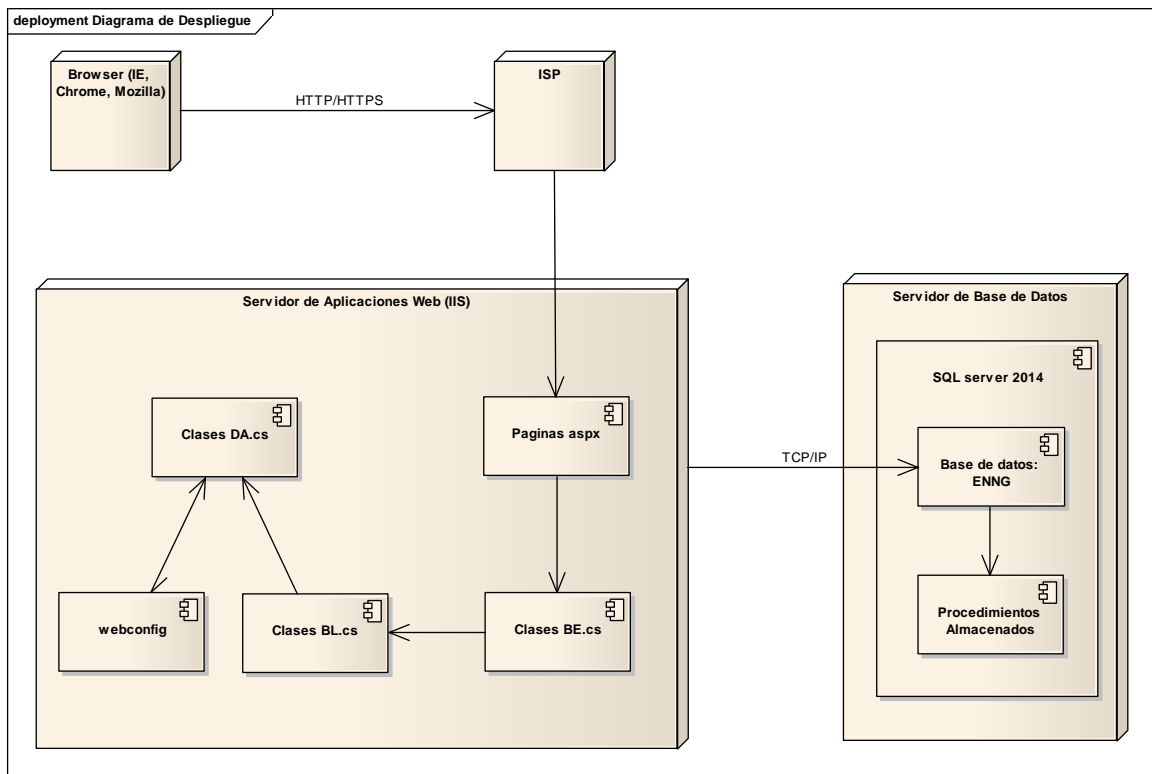 deployment Diagrama de Despliegue
Browser (IE,
Chrome, Mozilla)
HTTP/HTTPS
ISP
Servidor de Aplicaciones Web (IIS)
Servidor de Base de Datos
SQL server 2014
Clases DA.cs
Paginas aspx
TCP/IP
Base de datos:
ENNG
webconfig
Clases BL.cs
Clases BE.cs
Procedimientos
Almacenados